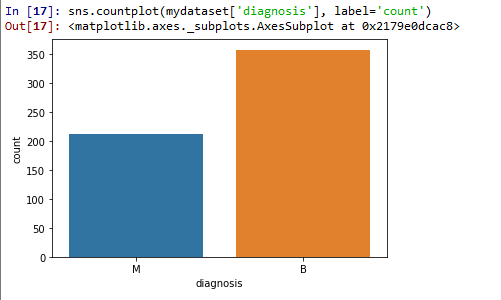 In [17]: sns.countplot(mydataset['diagnosis'], label='count')
Out[17]: <matplotlib.axes._subplots.AxesSubplot at 0x2179e0dcac8>
350
300
250
200
150
100
50
0
count
M B
diagnosis